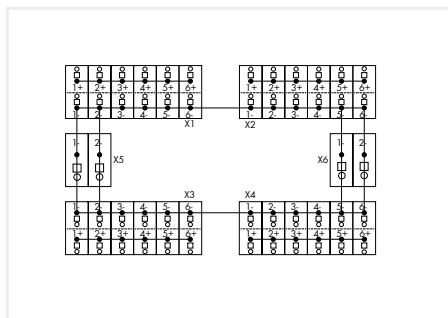 1+ 2+ 3+ 4+ 5+ 6+ 1+ 2+ 3+ 4+ 5+ 6+
1- 2- 3- 4- 5- 6- 1- 2- 3- 4- 5- 6-
X1 X2
1- 2- 1- 2-
X5 X6
X3 X4
1- 2- 3- 4- 5- 6- 1- 2- 3- 4- 5- 6-
1+ 2+ 3+ 4+ 5+ 6+ 1+ 2+ 3+ 4+ 5+ 6+